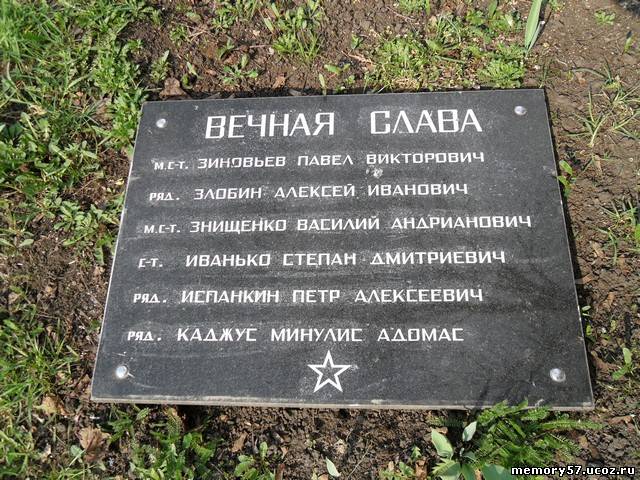 ВЕЧНАЯ СЛАВА
м.с-т. ЗИНОВЬЕВ ПАВЕЛ ВИКТОРОВИЧ
ряд. ЗЛОБИН АЛЕКСЕЙ ИВАНОВИЧ
м.с-т. ЗНИЩЕНКО ВАСИЛИЙ АНДРИАНОВИЧ
с-т. ИВАНЬКО СТЕПАН ДМИТРИЕВИЧ
ряд. ИСПАНКИН ПЕТР АЛЕКСЕЕВИЧ
ряд. КАДЖУС МИНУЛИС АДОМАС
memory57.ucoz.ru